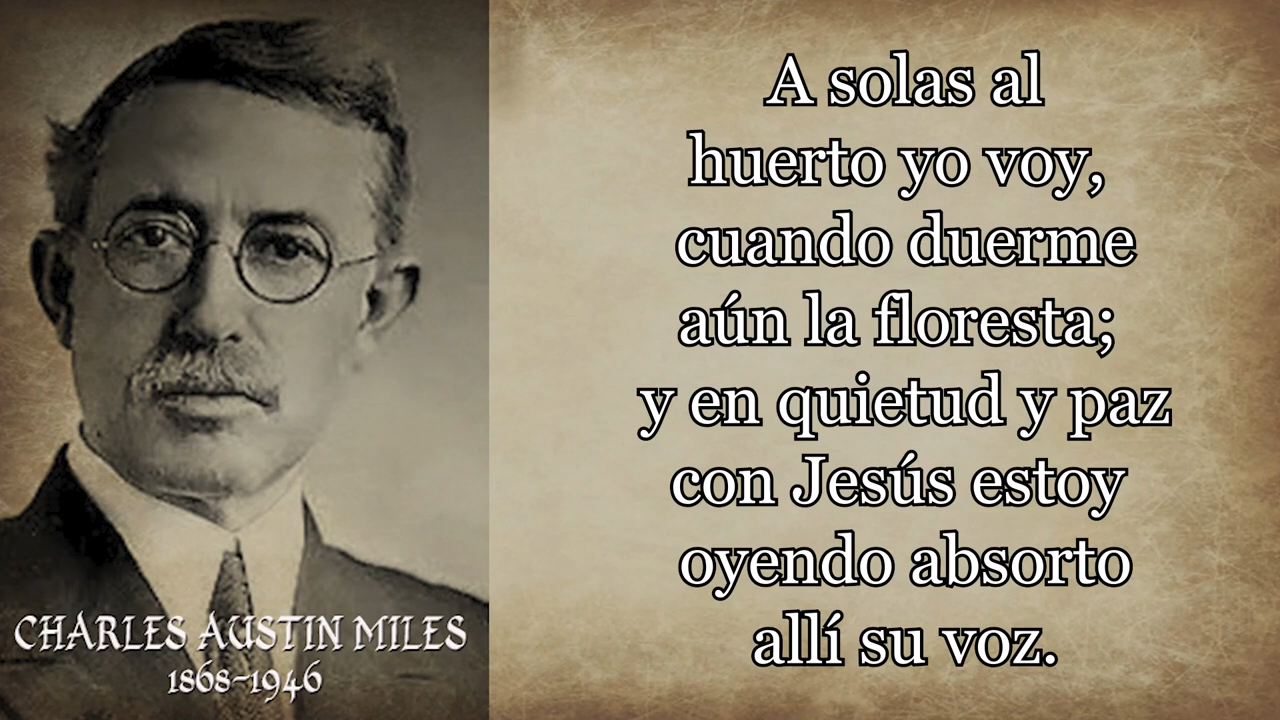 A solas al
huerto yo voy,
cuando duerme
aún la floresta;
y en quietud y paz
con Jesús estoy
oyendo absorto
allí su voz.
CHARLES AUSTIN MILES
1868-1946